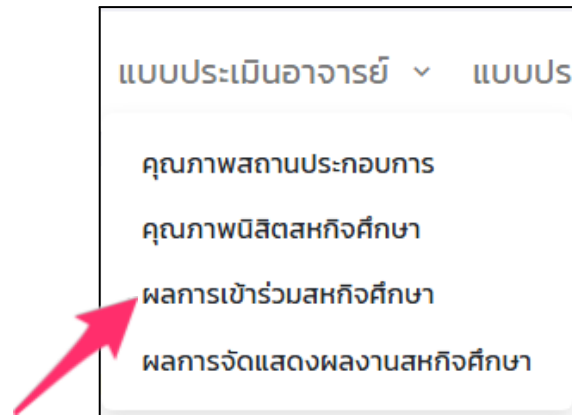 แบบประเมินอาจารย์ แบบปร
คุณภาพสถานประกอบการ
คุณภาพนิสิตสหกิจศึกษา
ผลการเข้าร่วมสหกิจศึกษา
ผลการจัดแสดงผลงานสหกิจศึกษา